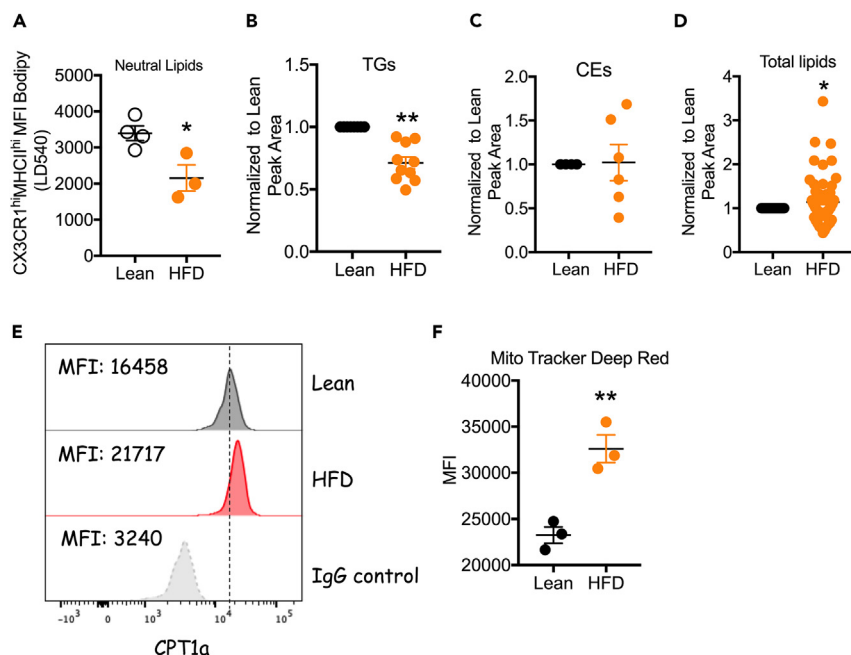 A
Neutral Lipids
CX3CR1hiMHCIIhi MFI Bodipy
(LD540)
5000
4000
3000
2000
1000
0
*
Lean
HFD
B
TGs
Normalized to Lean
Peak Area
1.5
1.0
0.5
0.0
**
Lean
HFD
C
CEs
Normalized to Lean
Peak Area
2.0
1.5
1.0
0.5
0.0
Lean
HFD
D
Total lipids
Normalized to Lean
Peak Area
4
3
2
1
0
*
Lean
HFD
E
MFI: 16458
Lean
MFI: 21717
HFD
MFI: 3240
IgG control
-103 0 103 104 105
CPT1a
F
Mito Tracker Deep Red
MFI
40000
35000
30000
25000
20000
**
Lean
HFD